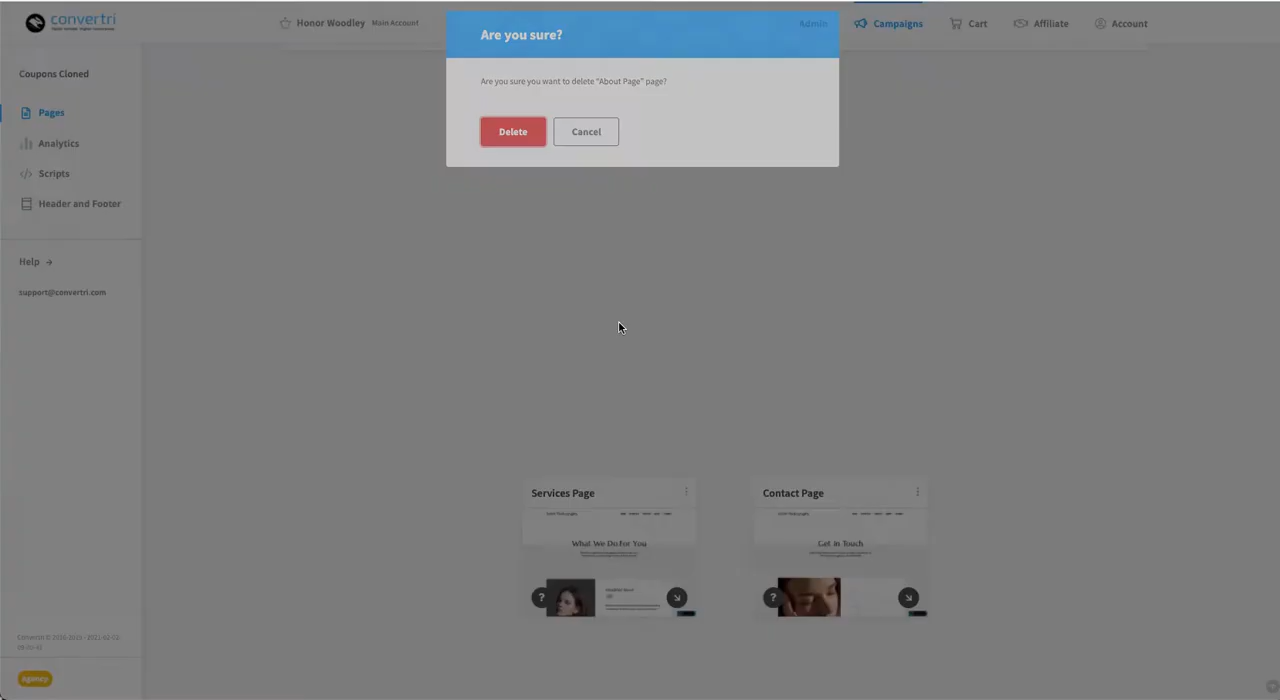 convertri
Honor Woodley Main Account
Admin
Campaigns
Cart
Affiliate
Account
Are you sure?
Are you sure you want to delete "About Page" page?
Delete
Cancel
Coupons Cloned
Pages
Analytics
Scripts
Header and Footer
Help →
support@convertri.com
Services Page
What We Do For You
?
Contact Page
Get in Touch
?
Agency